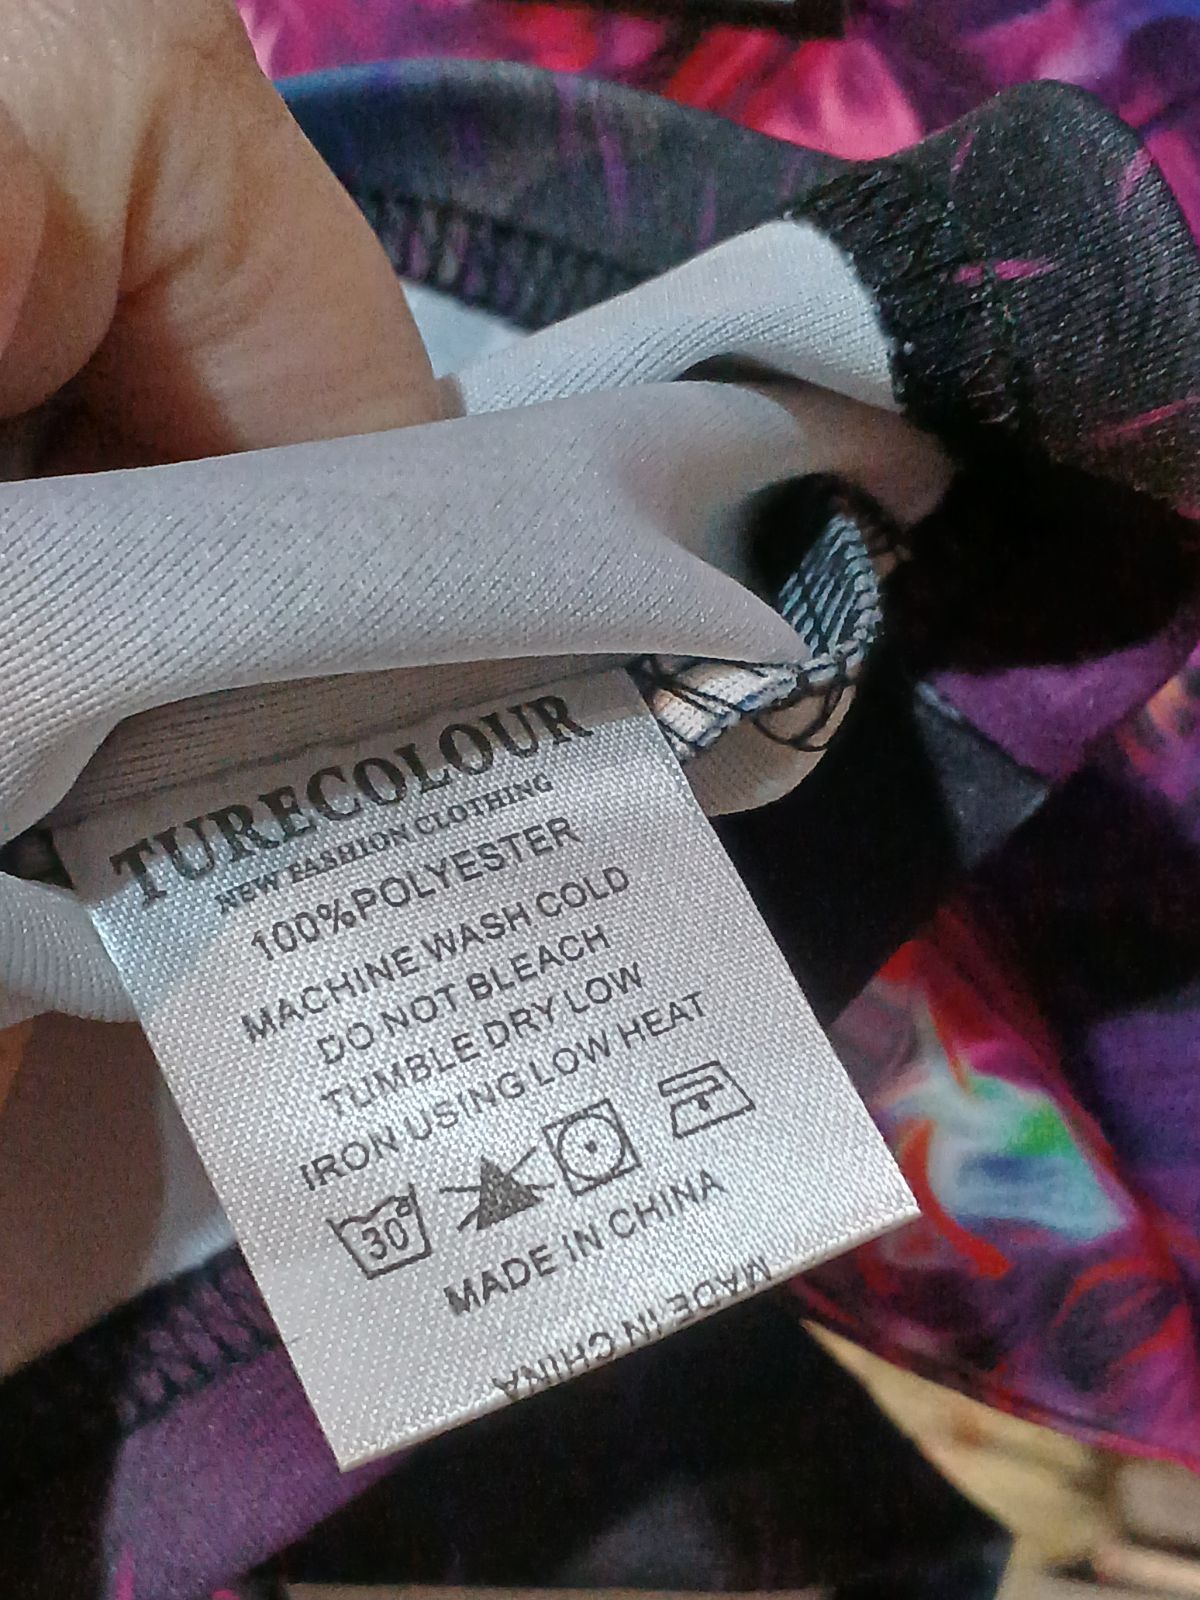 TURECOLOUR
NEW FASHION CLOTHING
100%POLYESTER
MACHINE WASH COLD
DO NOT BLEACH
TUMBLE DRY LOW
IRON USING LOW HEAT
30°
MADE IN CHINA
MADE IN CHINA